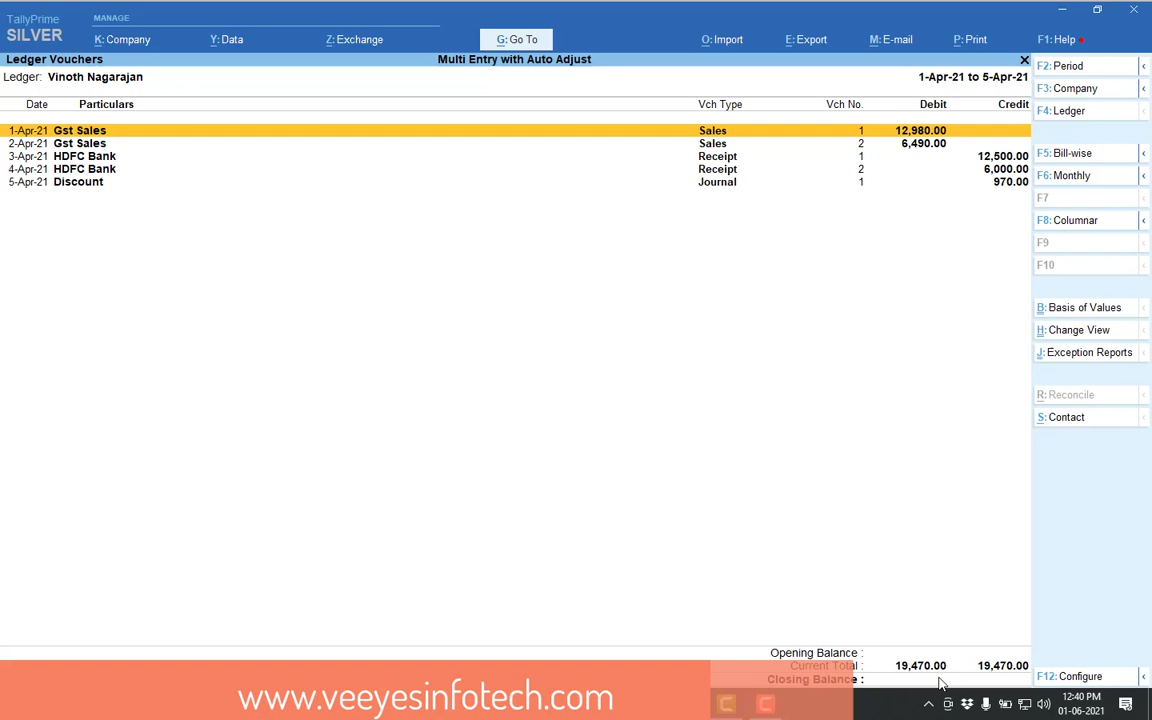 TallyPrime
SILVER
MANAGE
K: Company Y: Data Z: Exchange G: Go To O: Import E: Export M: E-mail P: Print F1: Help
Ledger Vouchers Multi Entry with Auto Adjust
Ledger: Vinoth Nagarajan 1-Apr-21 to 5-Apr-21
Date Particulars Vch Type Vch No. Debit Credit
1-Apr-21 Gst Sales Sales 1 12,980.00
2-Apr-21 Gst Sales Sales 2 6,490.00
3-Apr-21 HDFC Bank Receipt 1 12,500.00
4-Apr-21 HDFC Bank Receipt 2 6,000.00
5-Apr-21 Discount Journal 1 970.00
F2: Period
F3: Company
F4: Ledger
F5: Bill-wise
F6: Monthly
F7
F8: Columnar
F9
F10
B: Basis of Values
H: Change View
J: Exception Reports
R: Reconcile
S: Contact
F12: Configure
Opening Balance :
Current Total : 19,470.00 19,470.00
Closing Balance :
www.veeyesinfotech.com
12:40 PM
01-06-2021